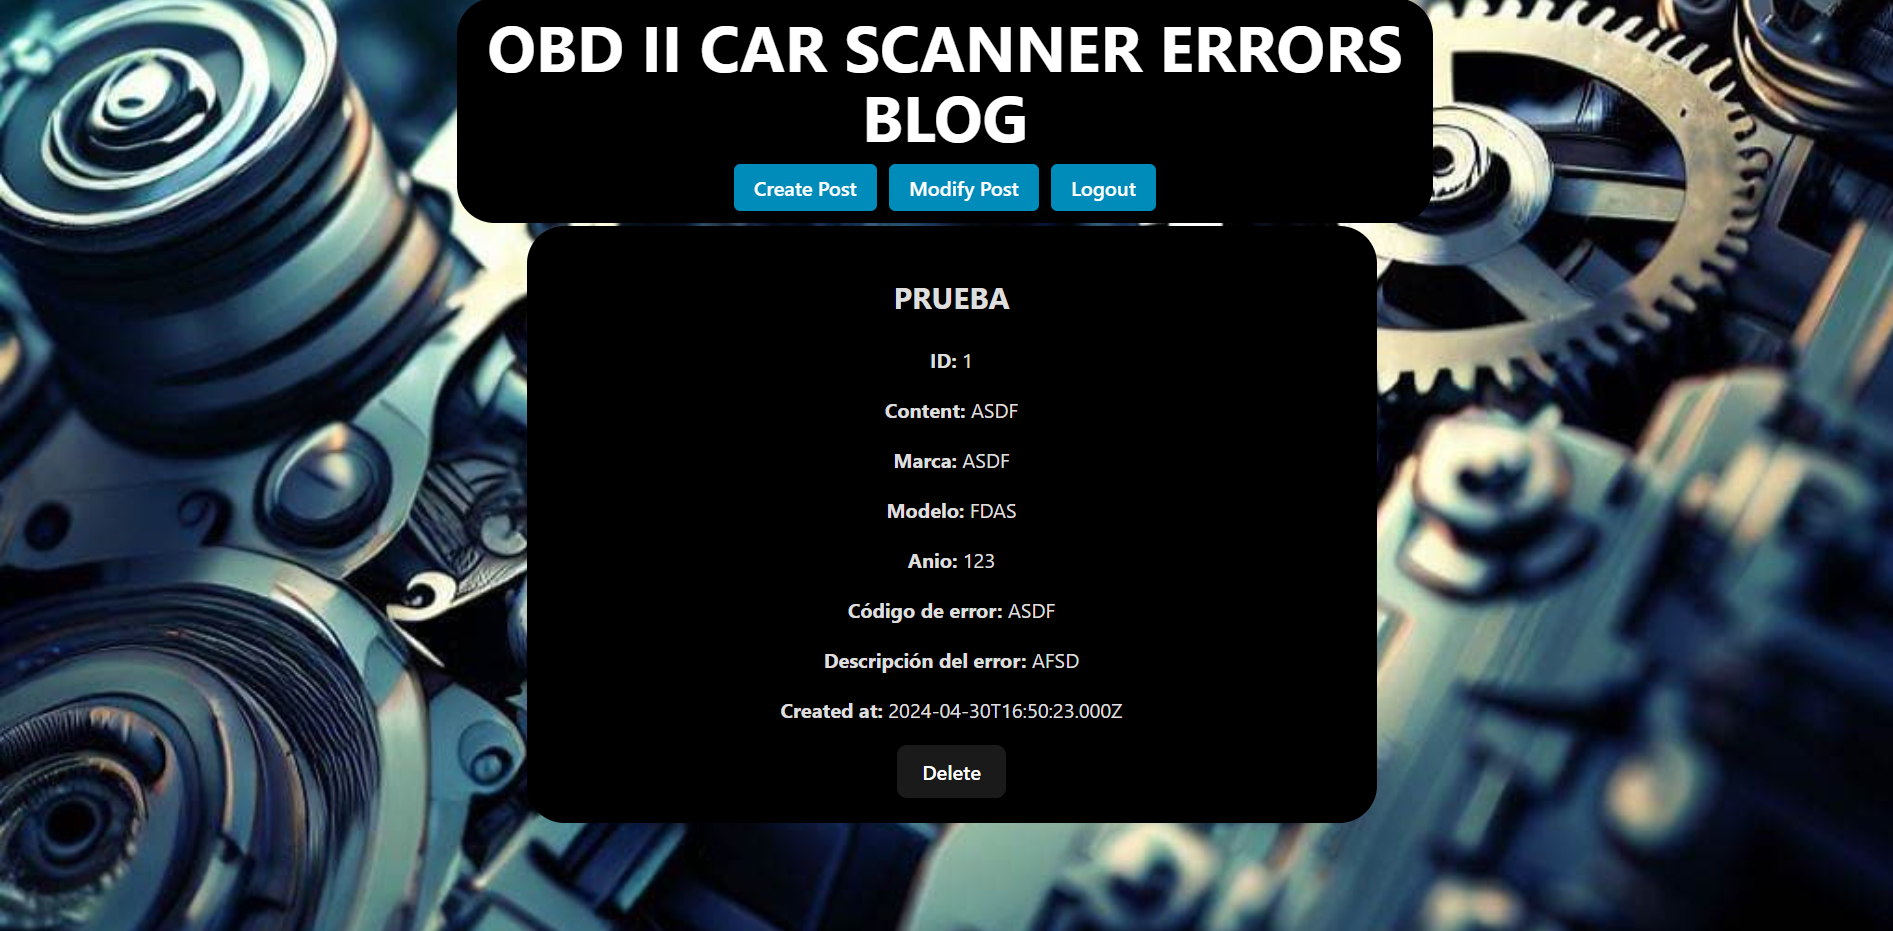 OBD II CAR SCANNER ERRORS
BLOG
Create Post Modify Post Logout
PRUEBA
ID: 1
Content: ASDF
Marca: ASDF
Modelo: FDAS
Anio: 123
Código de error: ASDF
Descripción del error: AFSD
Created at: 2024-04-30T16:50:23.000Z
Delete